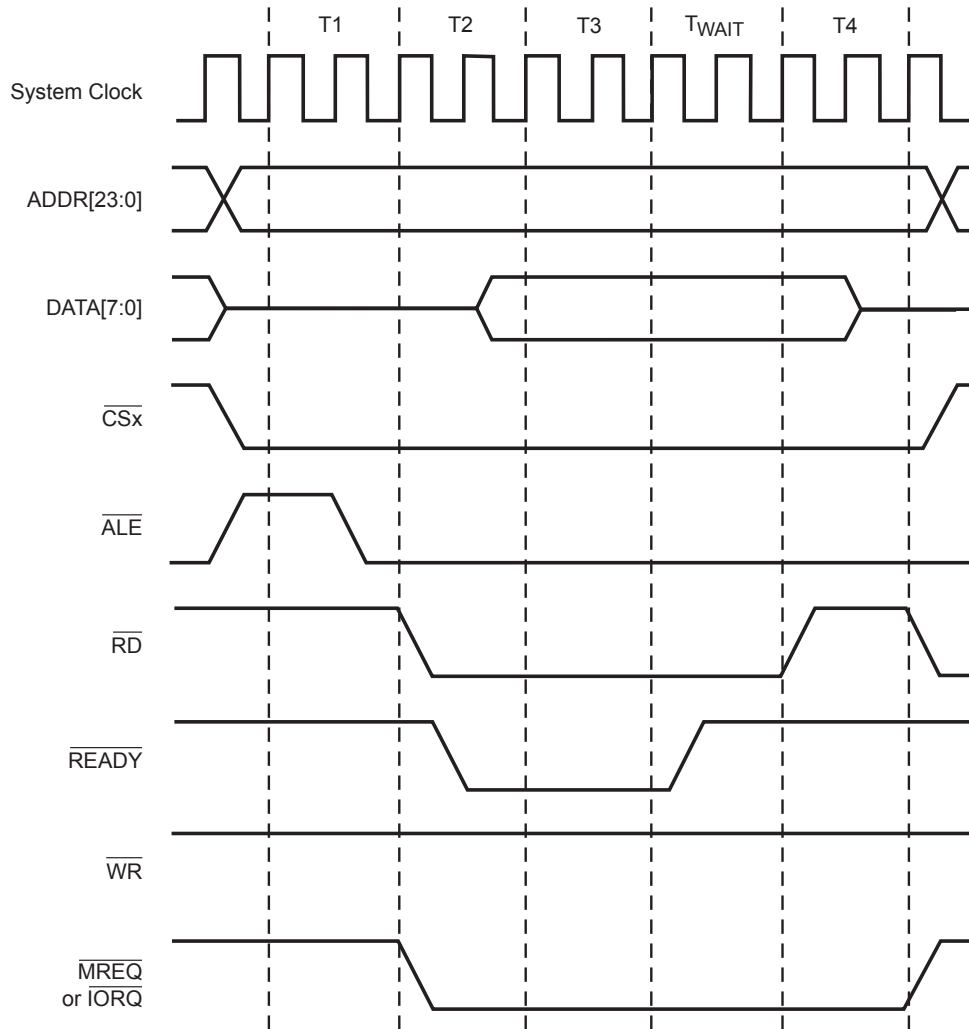 T1 T2 T3 TWAIT T4
System Clock
ADDR[23:0]
DATA[7:0]
CSx
ALE
RD
READY
WR
MREQ
or IORQ